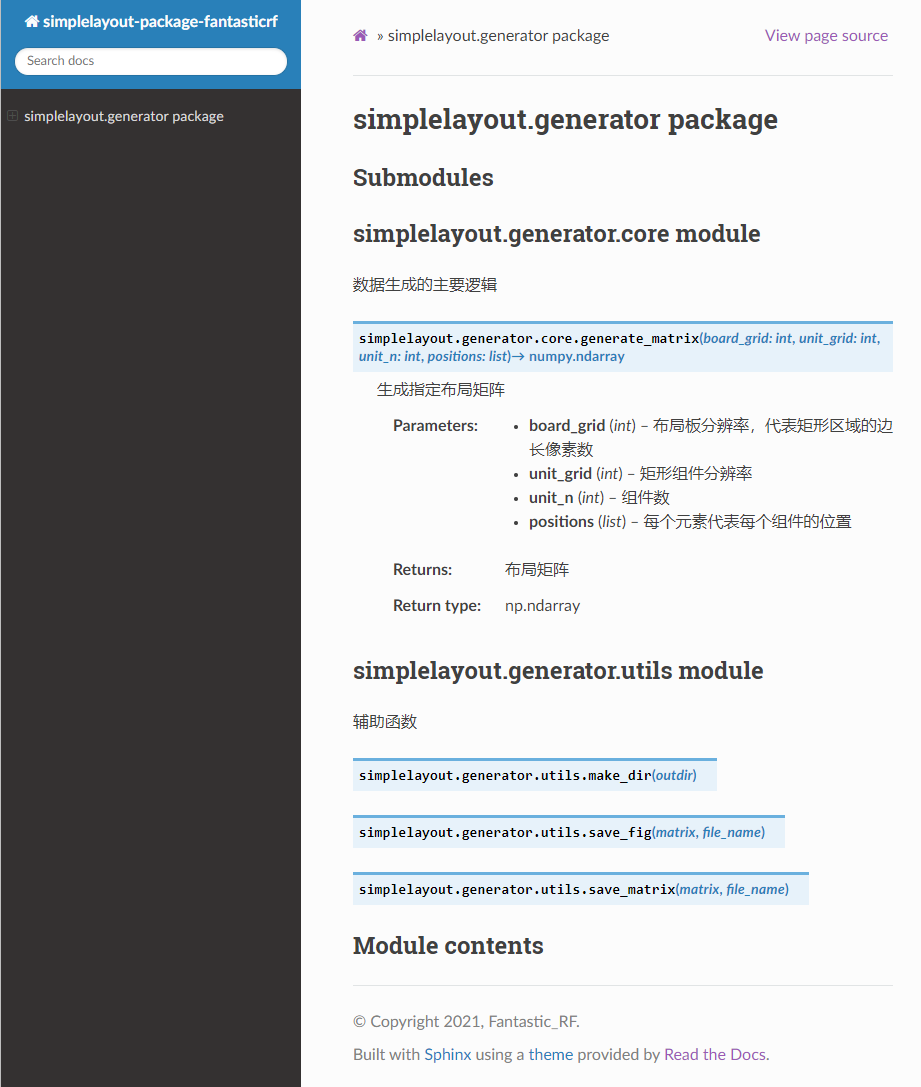 simplelayout-package-fantasticrf
Search docs
simplelayout.generator package
» simplelayout.generator package
View page source
simplelayout.generator package
Submodules
simplelayout.generator.core module
数据生成的主要逻辑
simplelayout.generator.core.generate_matrix(board_grid: int, unit_grid: int,
unit_n: int, positions: list)→ numpy.ndarray
生成指定布局矩阵
Parameters:
• board_grid (int) – 布局板分辨率，代表矩形区域的边
长像素数
• unit_grid (int) – 矩形组件分辨率
• unit_n (int) – 组件数
• positions (list) – 每个元素代表每个组件的位置
Returns: 布局矩阵
Return type: np.ndarray
simplelayout.generator.utils module
辅助函数
simplelayout.generator.utils.make_dir(outdir)
simplelayout.generator.utils.save_fig(matrix, file_name)
simplelayout.generator.utils.save_matrix(matrix, file_name)
Module contents
© Copyright 2021, Fantastic_RF.
Built with Sphinx using a theme provided by Read the Docs.